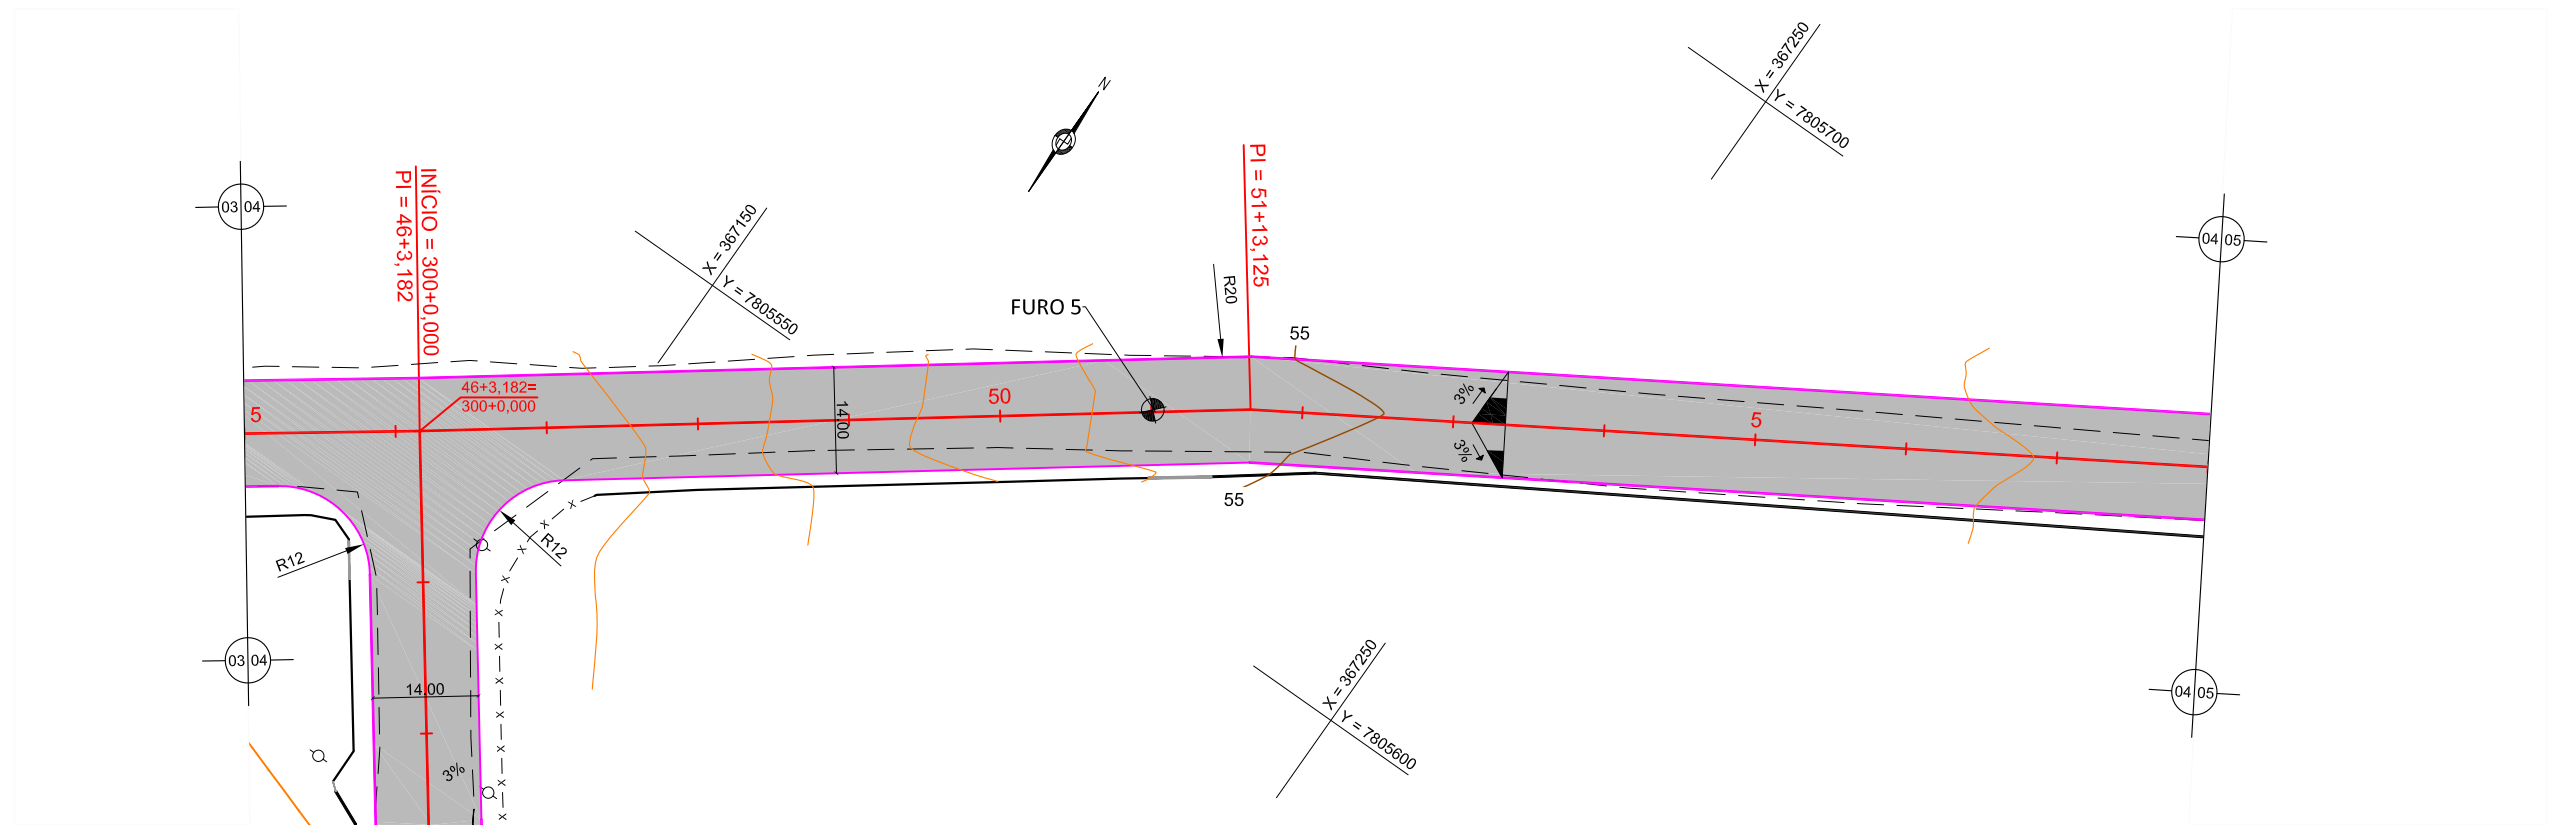 N
X = 367250
Y = 7805700
03 04
INÍCIO = 300+0,000
PI = 46+3,182
X = 367150
Y = 7805550
PI = 51+13,125
R20
FURO 5
04 05
55
46+3,182=
300+0,000
5
14.00
50
3%
3%
5
55
R12
R12
03 04
14.00
3%
X = 367250
Y = 7805600
04 05